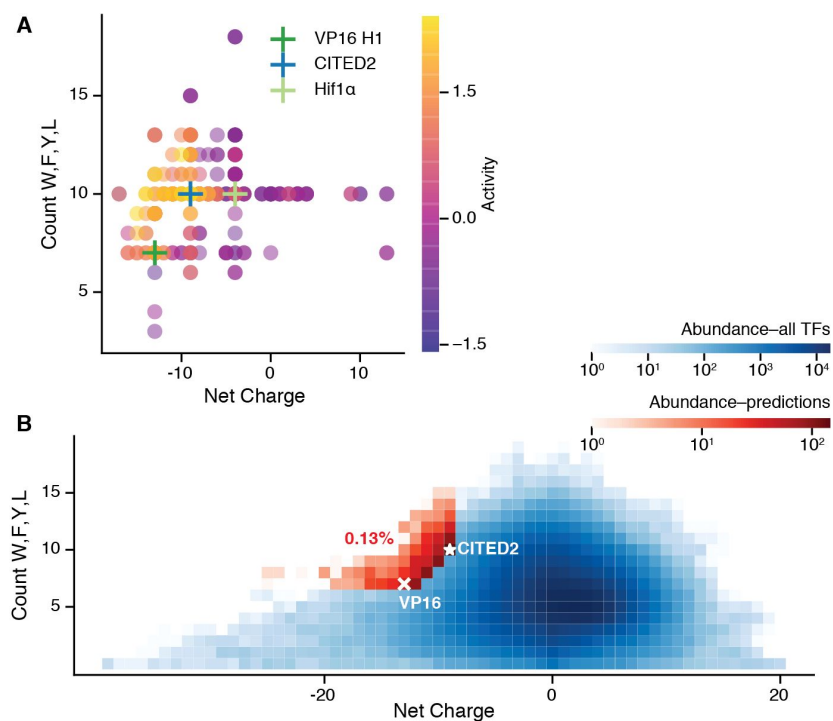 A
VP16 H1
CITED2
Hif1α
15
10
5
Count W,F,Y,L
-10
0
10
Net Charge
1.5
0.0
−1.5
Activity
Abundance–all TFs
10⁰ 10¹ 10² 10³ 10⁴
Abundance–predictions
10⁰ 10¹ 10²
B
15
10
5
Count W,F,Y,L
0.13%
CITED2
VP16
-20
0
20
Net Charge